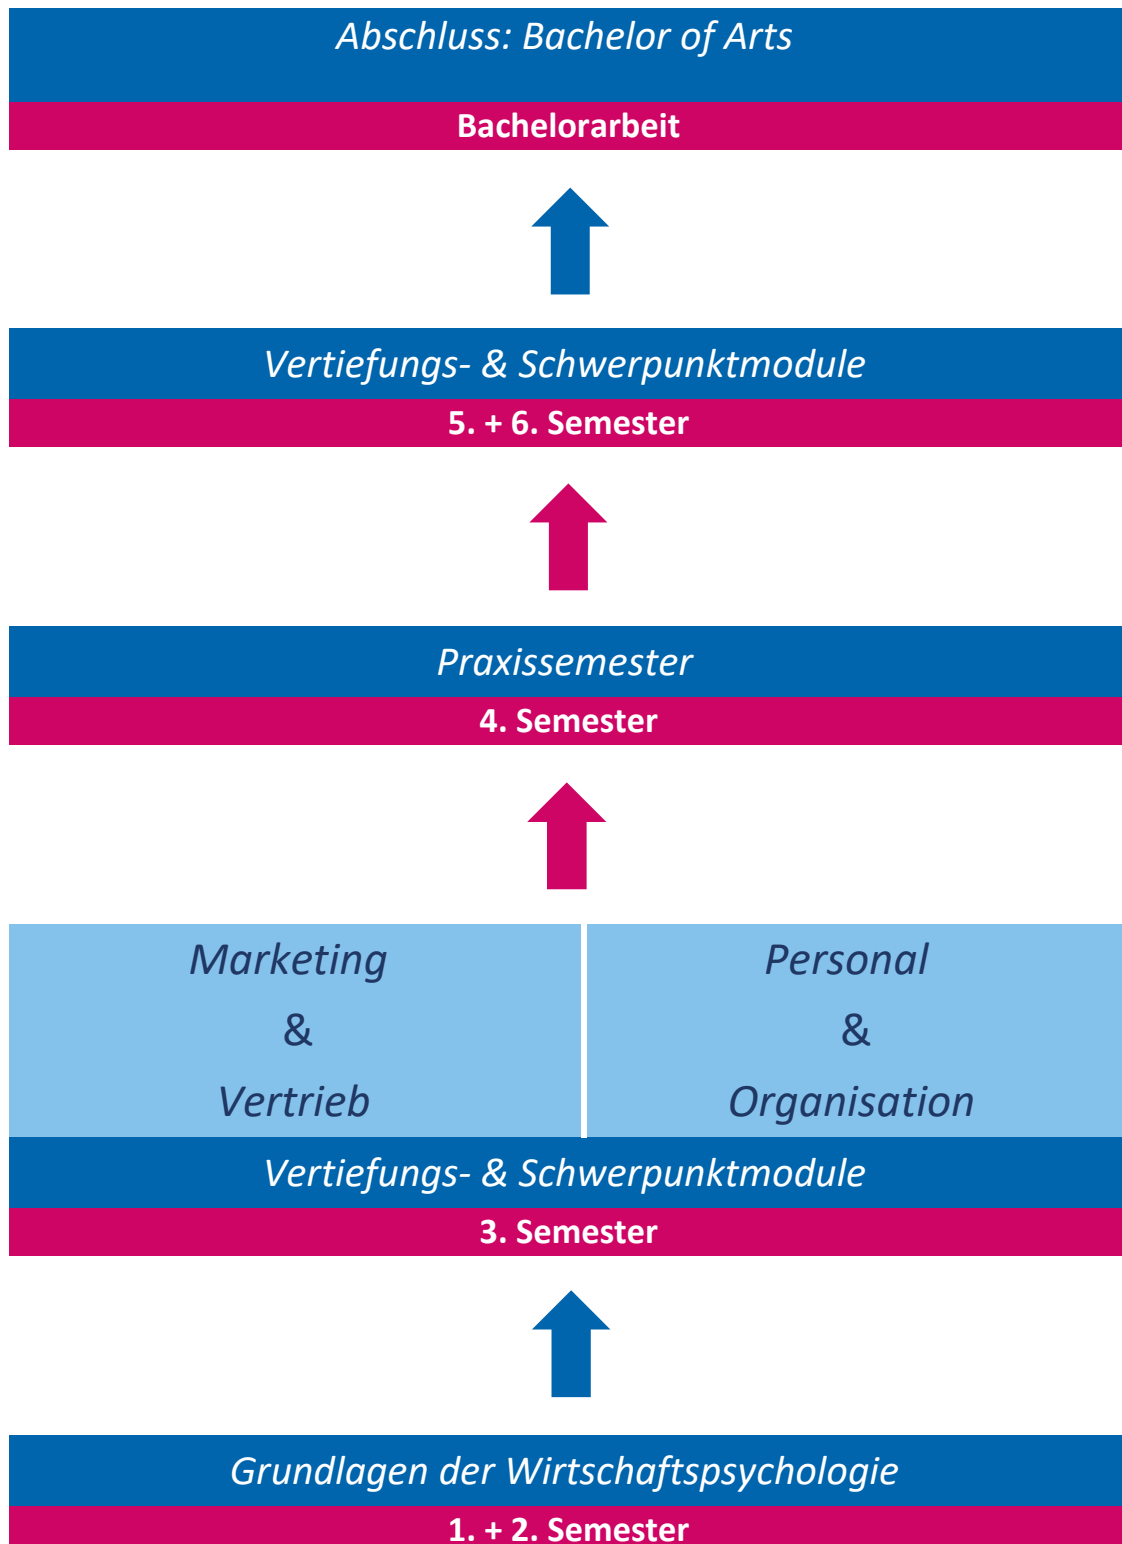 Abschluss: Bachelor of Arts
Bachelorarbeit
Vertiefungs- & Schwerpunktmodule
5. + 6. Semester
Praxissemester
4. Semester
Marketing
&
Vertrieb
Personal
&
Organisation
Vertiefungs- & Schwerpunktmodule
3. Semester
Grundlagen der Wirtschaftspsychologie
1. + 2. Semester